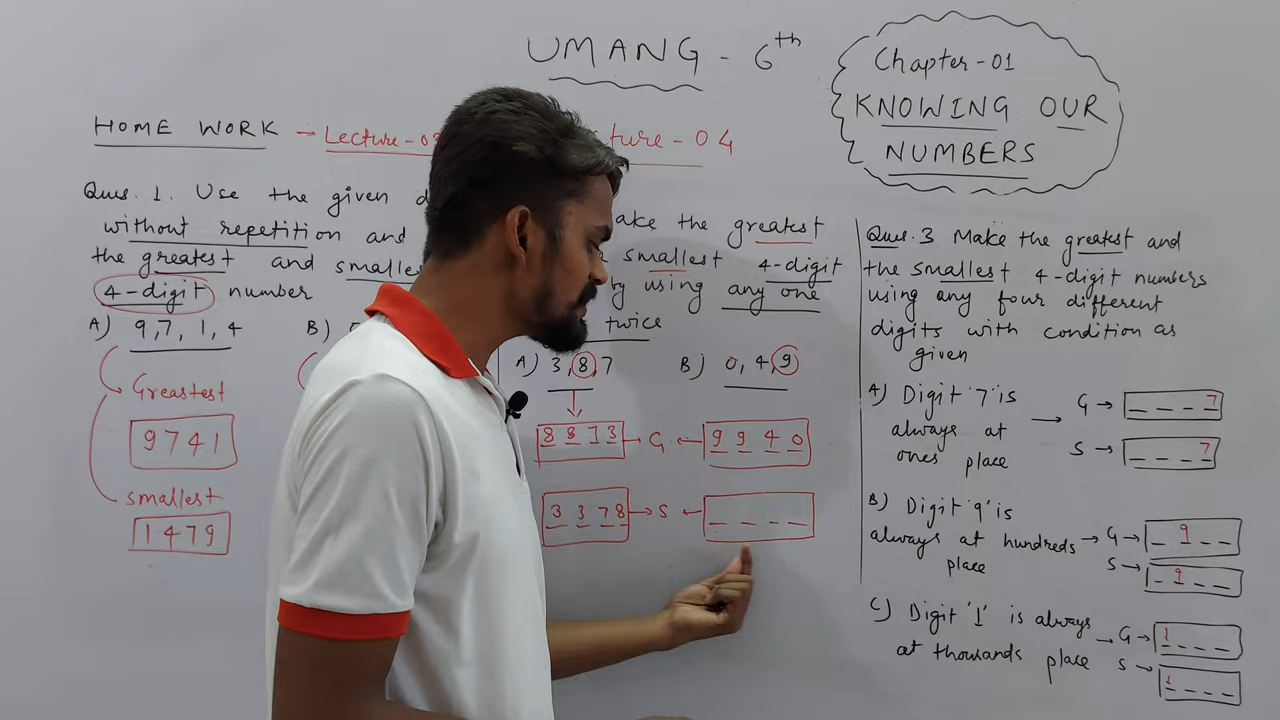 UMANG - 6th
Chapter-01
KNOWING OUR
NUMBERS
HOME WORK → Lecture-0
ture-04
Ques. 1. Use the given d
without repetition and
the greatest and smalle
4-digit number
A) 9,7, 1, 4
B)
Greastest
9741
smallest
1479
ake the greatest
smallest 4-digit
by using any one
twice
A) 3,8,7
B) 0, 4,9
8873 → G ← 9940
3378 → S ← _ _ _ _
Ques. 3 Make the greatest and
the smallest 4-digit numbers
using any four different
digits with condition as
given
A) Digit '7' is
always at
ones place
→ G → _ _ _ 7
S → _ _ _ 7
B) Digit '9' is
always at hundreds
place
→ G → _ 9 _ _
S → _ 9 _ _
C) Digit '1' is always
at thousands place
→ G → 1 _ _ _
S → 1 _ _ _